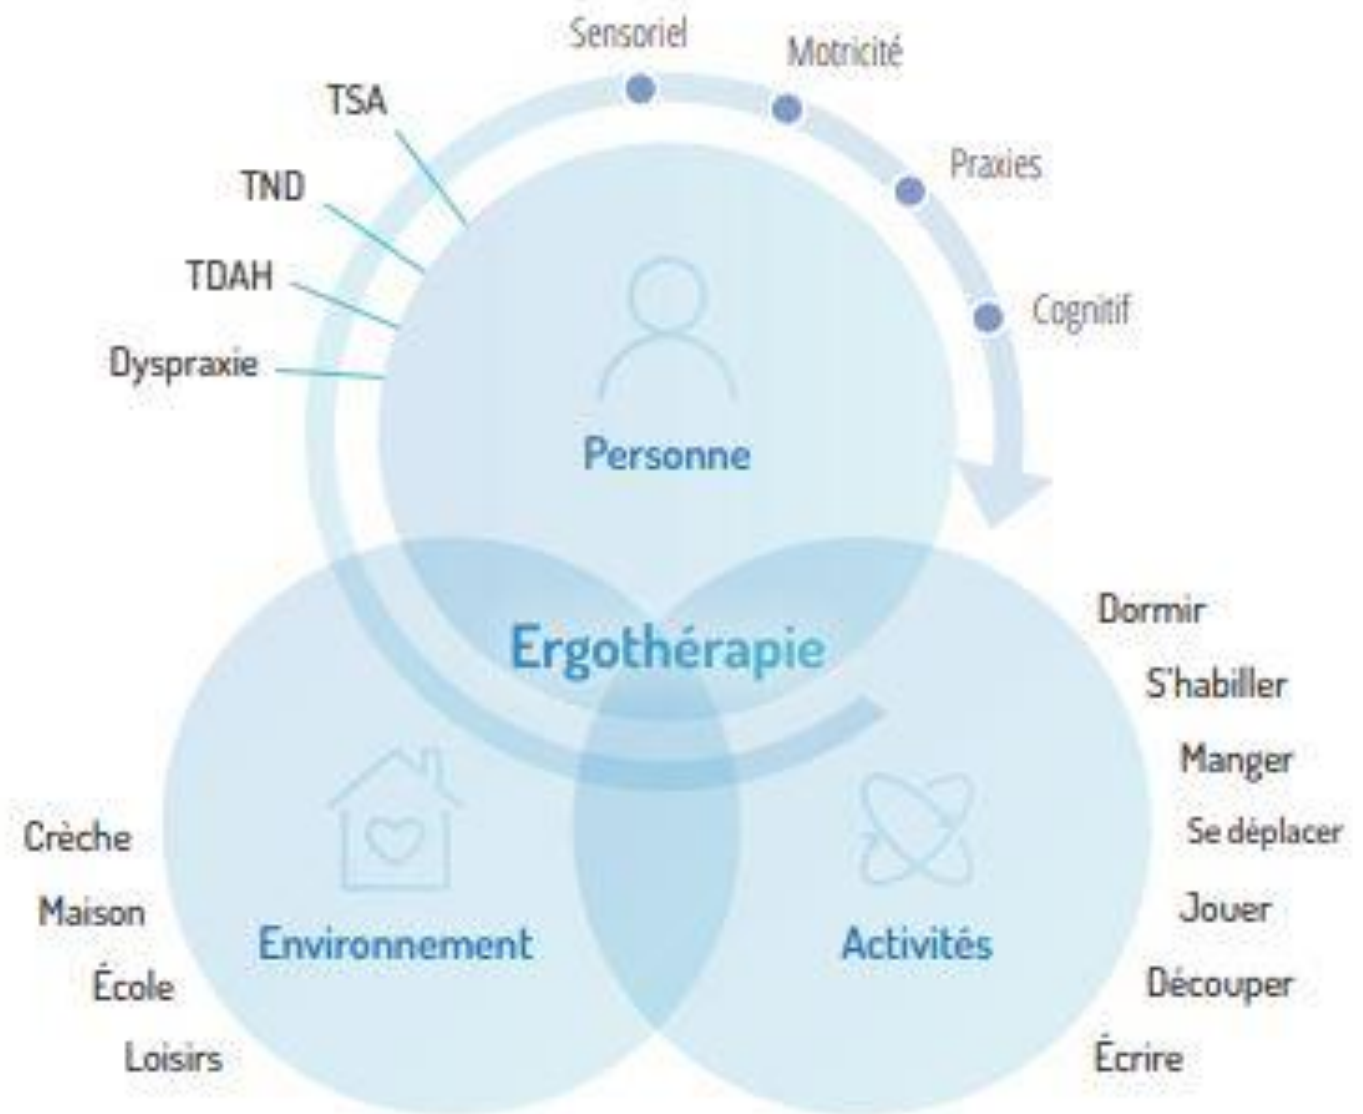 Sensoriel
Motricité
TSA
Praxies
TND
TDAH
Cognitif
Dyspraxie
Personne
Ergothérapie
Dormir
S'habiller
Manger
Se déplacer
Jouer
Découper
Écrire
Activités
Environnement
Crèche
Maison
École
Loisirs